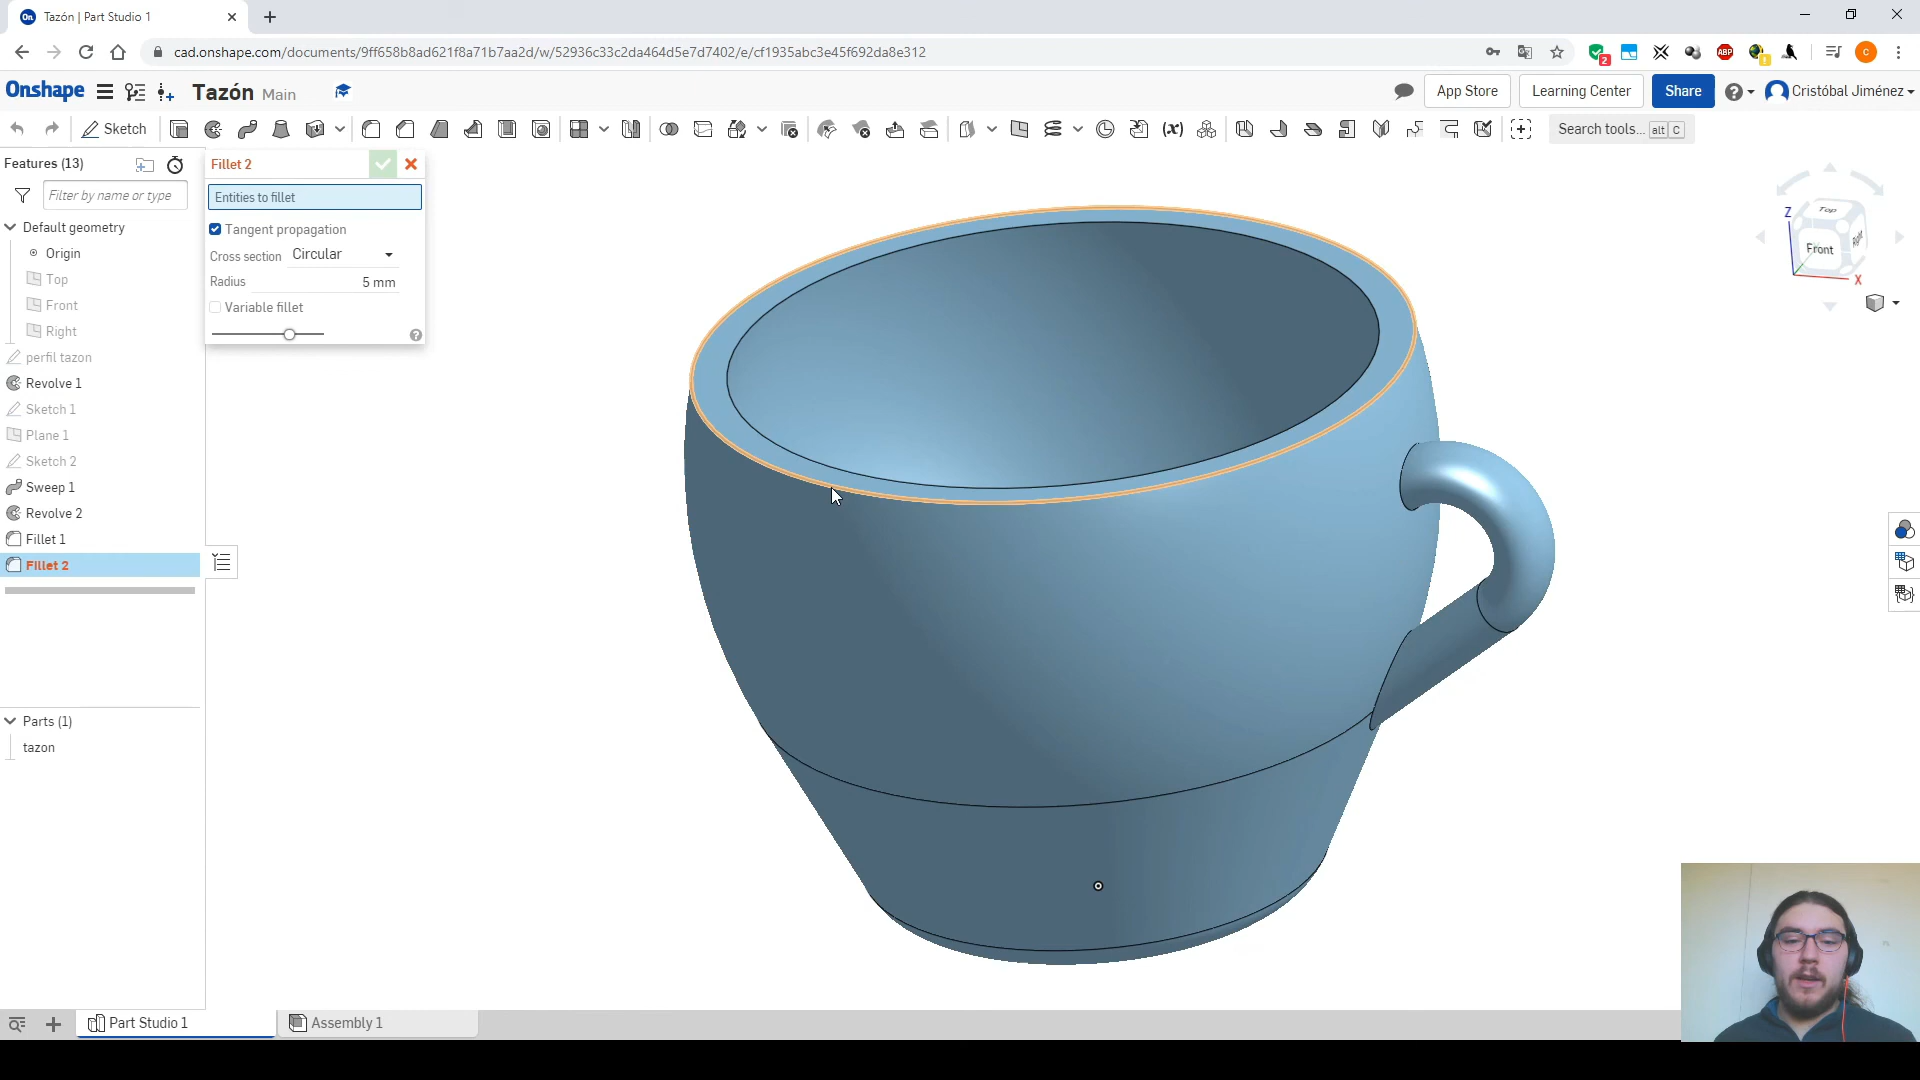 On Tazón | Part Studio 1
cad.onshape.com/documents/9ff658b8ad621f8a71b7aa2d/w/52936c33c2da464d5e7d7402/e/cf1935abc3e45f692da8e312
2
ABP
C
Onshape
Tazón Main
App Store
Learning Center
Share
Cristóbal Jiménez
Sketch
(x)
Search tools... alt C
Features (13)
Filter by name or type
Default geometry
Origin
Top
Front
Right
perfil tazon
Revolve 1
Sketch 1
Plane 1
Sketch 2
Sweep 1
Revolve 2
Fillet 1
Fillet 2
Parts (1)
tazon
Fillet 2
Entities to fillet
Tangent propagation
Cross section Circular
Radius 5 mm
Variable fillet
Z
Top
Front
Right
X
Part Studio 1
Assembly 1